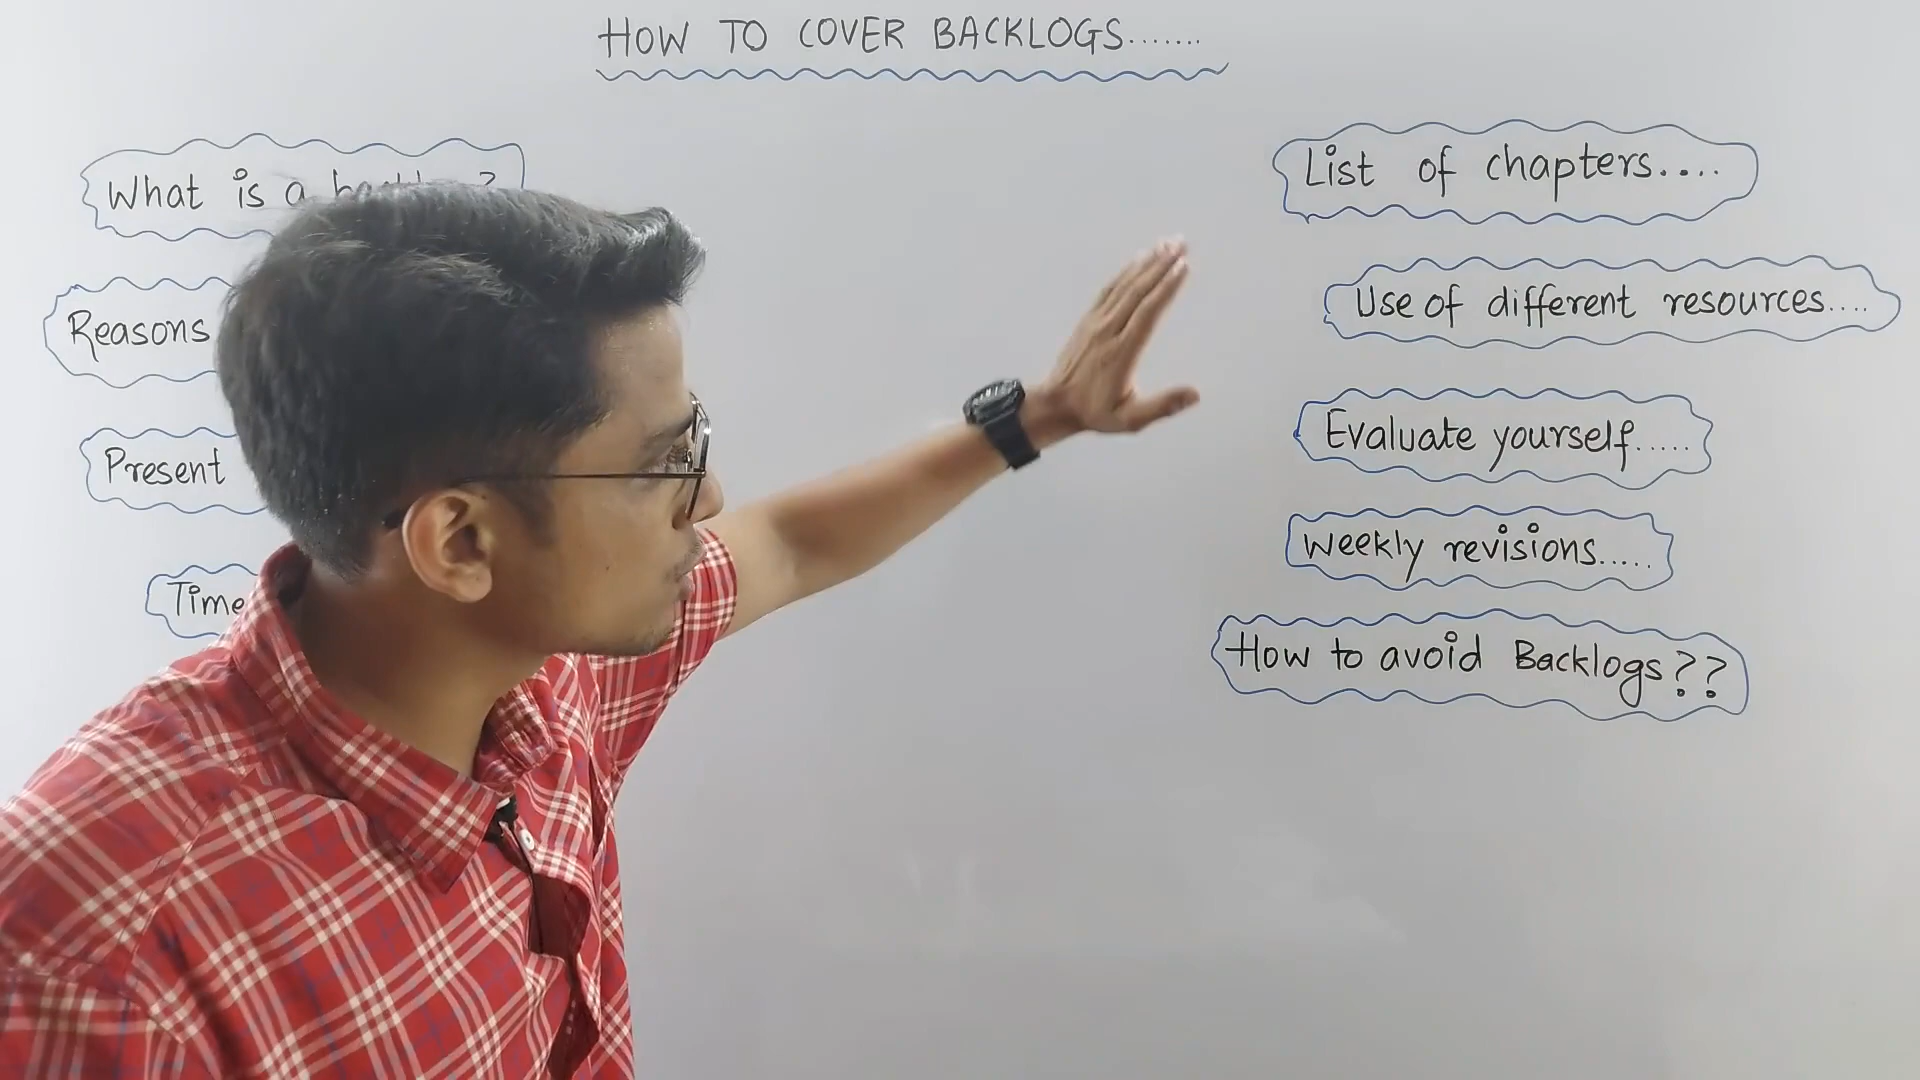 HOW TO COVER BACKLOGS.......
What is a ?
Reasons
Present
Time
List of chapters....
Use of different resources....
Evaluate yourself.....
Weekly revisions.....
How to avoid Backlogs??